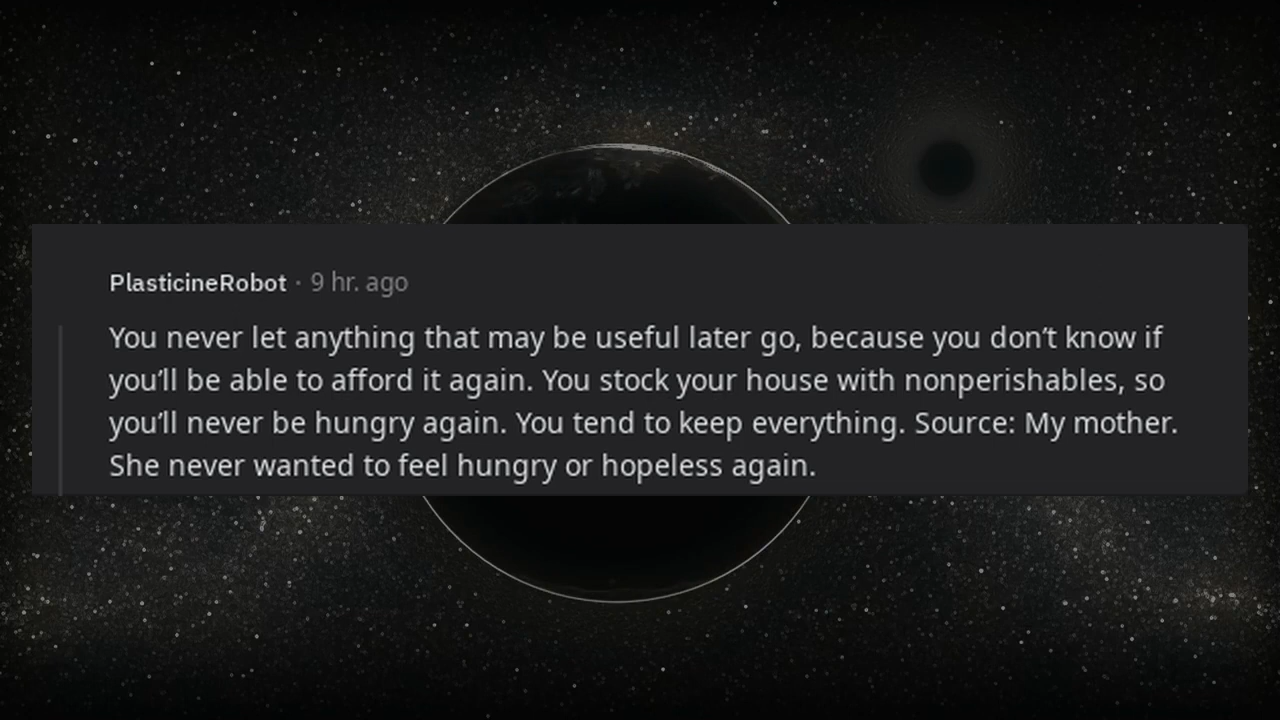 PlasticineRobot · 9 hr. ago
You never let anything that may be useful later go, because you don’t know if
you’ll be able to afford it again. You stock your house with nonperishables, so
you’ll never be hungry again. You tend to keep everything. Source: My mother.
She never wanted to feel hungry or hopeless again.